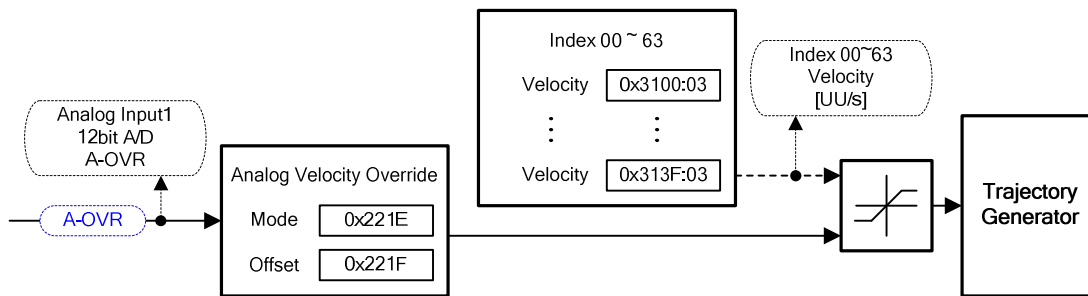 Analog Input1
12bit A/D
A-OVR
A-OVR
Analog Velocity Override
Mode 0x221E
Offset 0x221F
Index 00 ~ 63
Velocity 0x3100:03
⋮ ⋮
Velocity 0x313F:03
Index 00~63
Velocity
[UU/s]
Trajectory
Generator